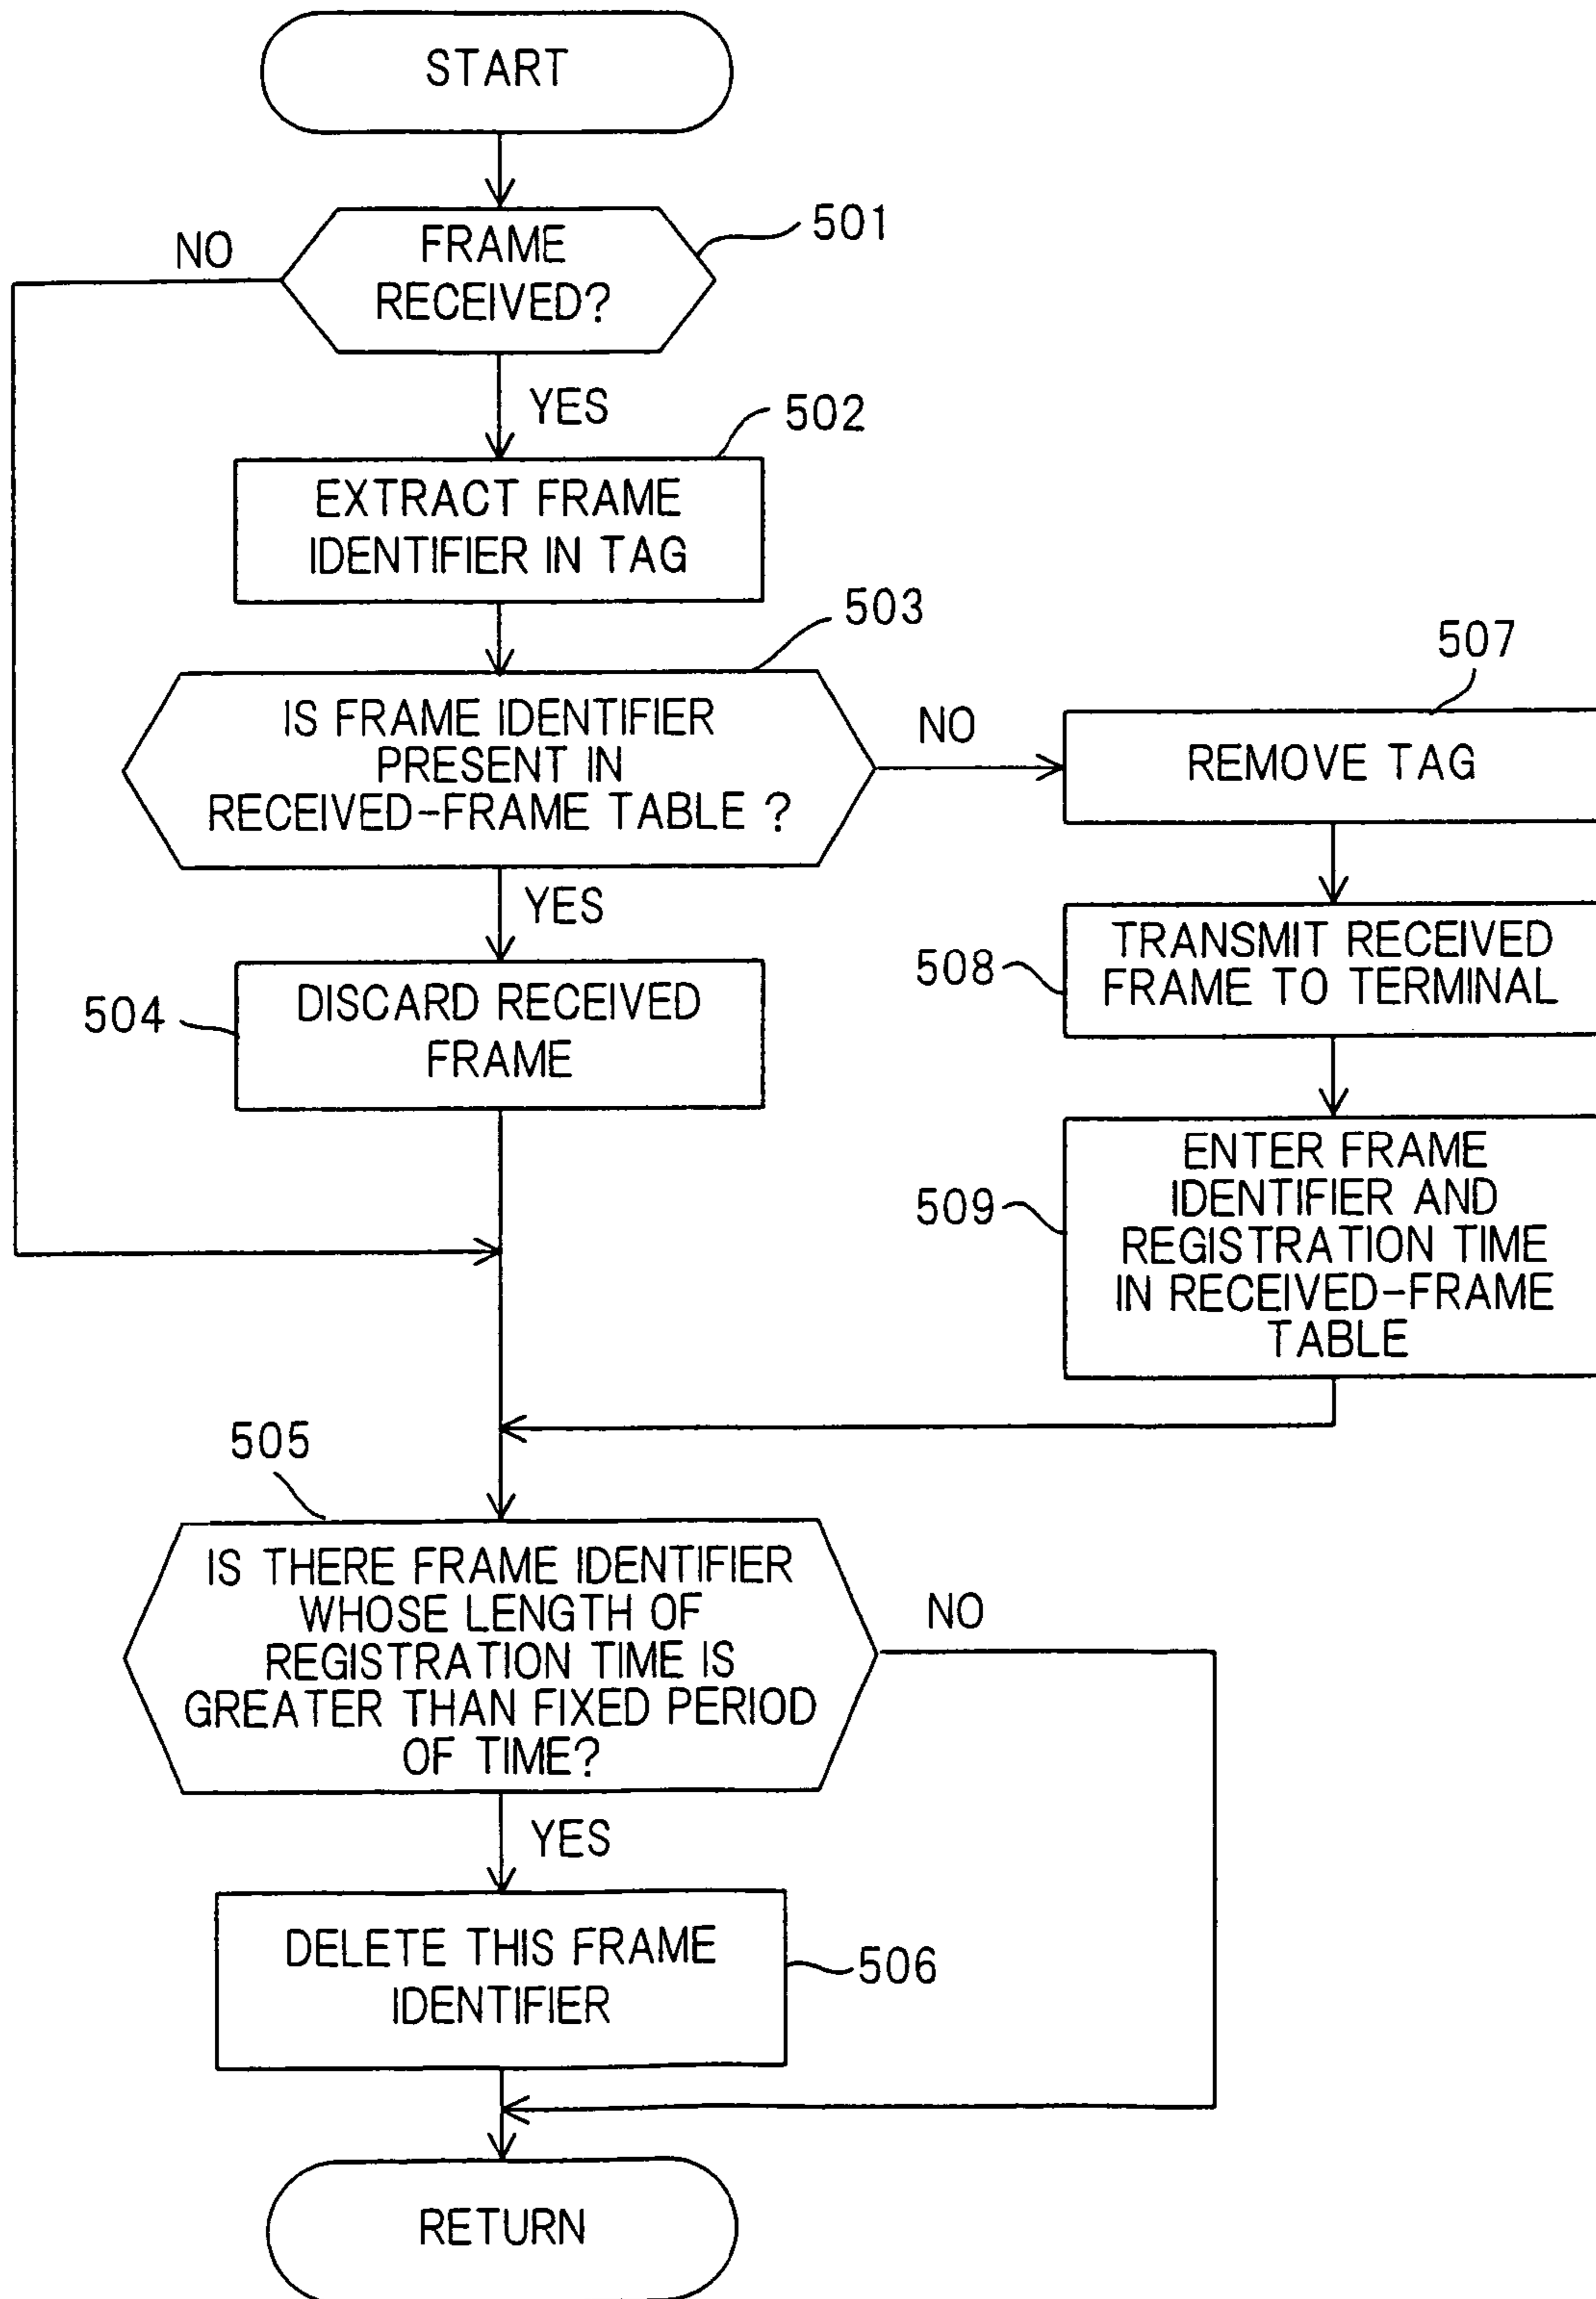 START
NO
FRAME
RECEIVED?
501
YES
502
EXTRACT FRAME
IDENTIFIER IN TAG
503
IS FRAME IDENTIFIER
PRESENT IN
RECEIVED-FRAME TABLE ?
NO
507
REMOVE TAG
YES
504
DISCARD RECEIVED
FRAME
508
TRANSMIT RECEIVED
FRAME TO TERMINAL
509
ENTER FRAME
IDENTIFIER AND
REGISTRATION TIME
IN RECEIVED-FRAME
TABLE
505
IS THERE FRAME IDENTIFIER
WHOSE LENGTH OF
REGISTRATION TIME IS
GREATER THAN FIXED PERIOD
OF TIME?
NO
YES
DELETE THIS FRAME
IDENTIFIER
506
RETURN